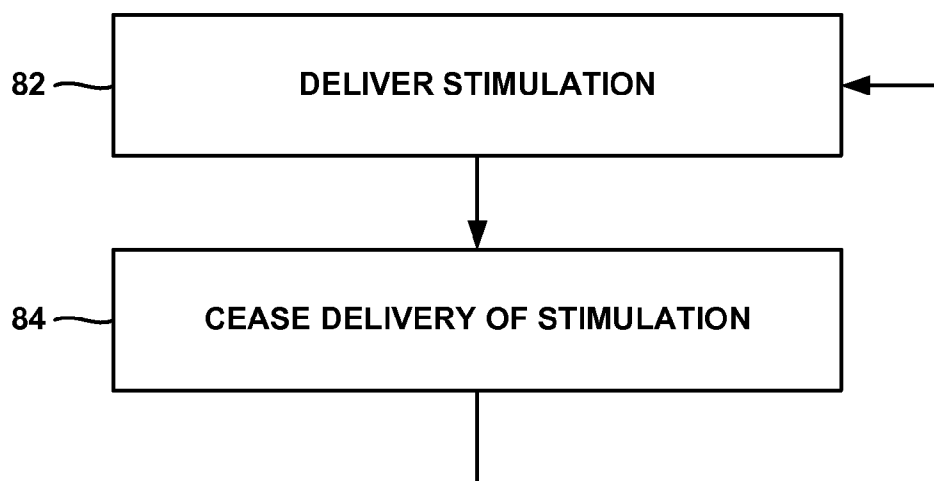 82
DELIVER STIMULATION
84
CEASE DELIVERY OF STIMULATION